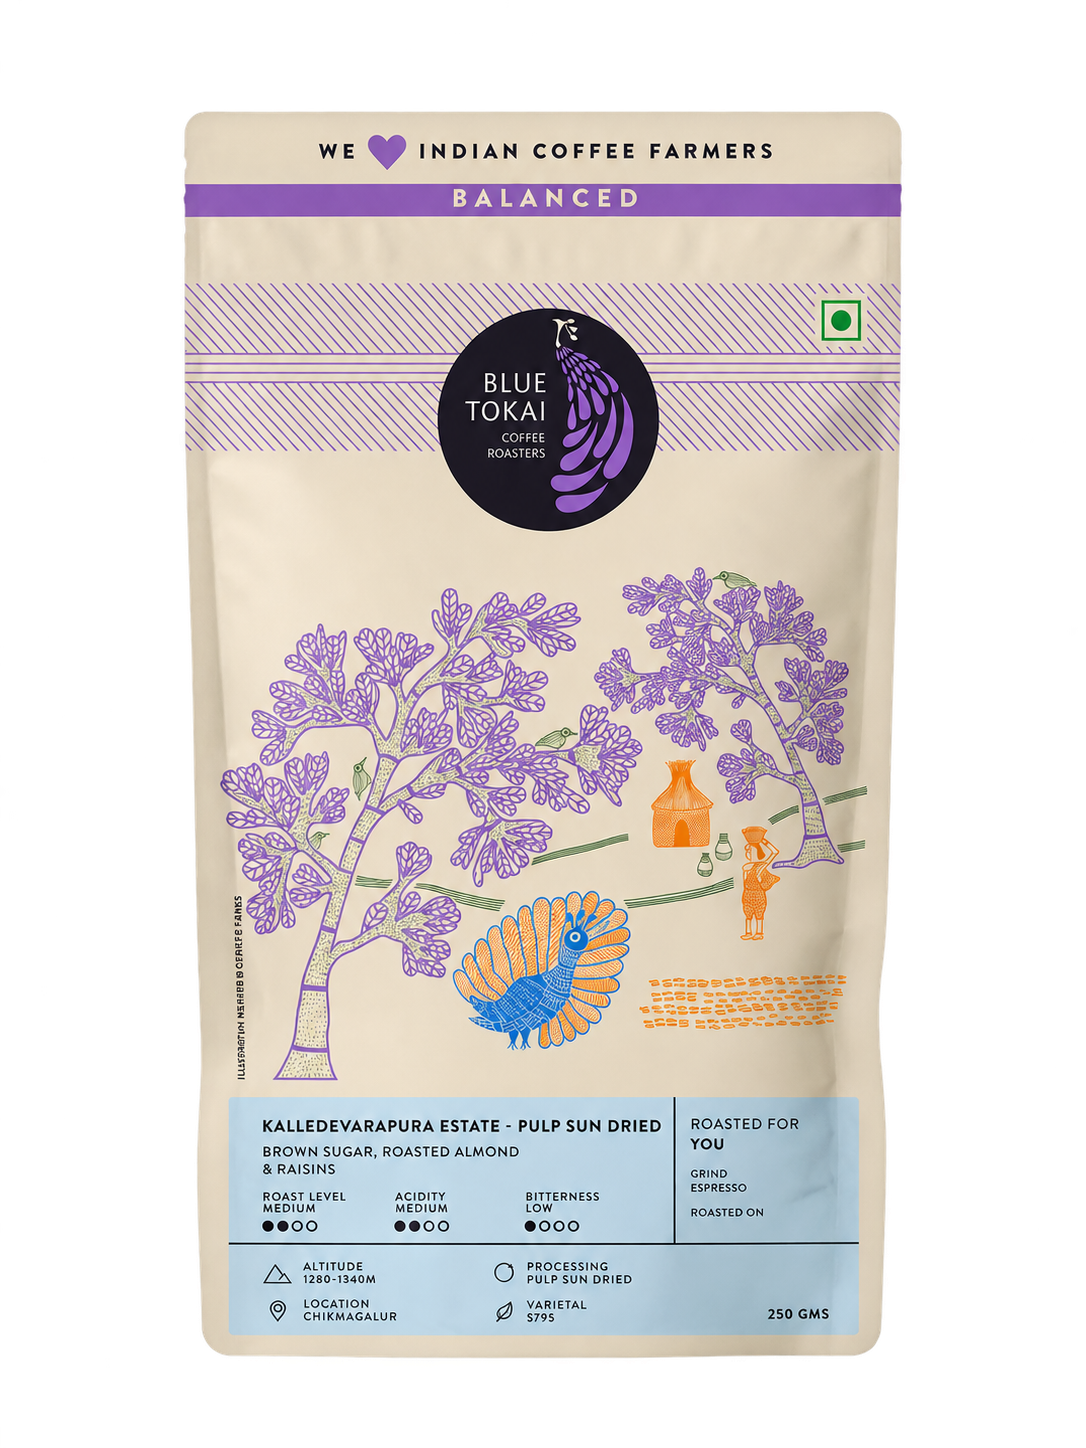 WE INDIAN COFFEE FARMERS
BALANCED
BLUE
TOKAI
COFFEE
ROASTERS
KALLEDEVARAPURA ESTATE - PULP SUN DRIED
BROWN SUGAR, ROASTED ALMOND
& RAISINS
ROAST LEVEL
MEDIUM
ACIDITY
MEDIUM
BITTERNESS
LOW
ROASTED FOR
YOU
GRIND
ESPRESSO
ROASTED ON
ALTITUDE
1280-1340M
PROCESSING
PULP SUN DRIED
LOCATION
CHIKMAGALUR
VARIETAL
S795
250 GMS